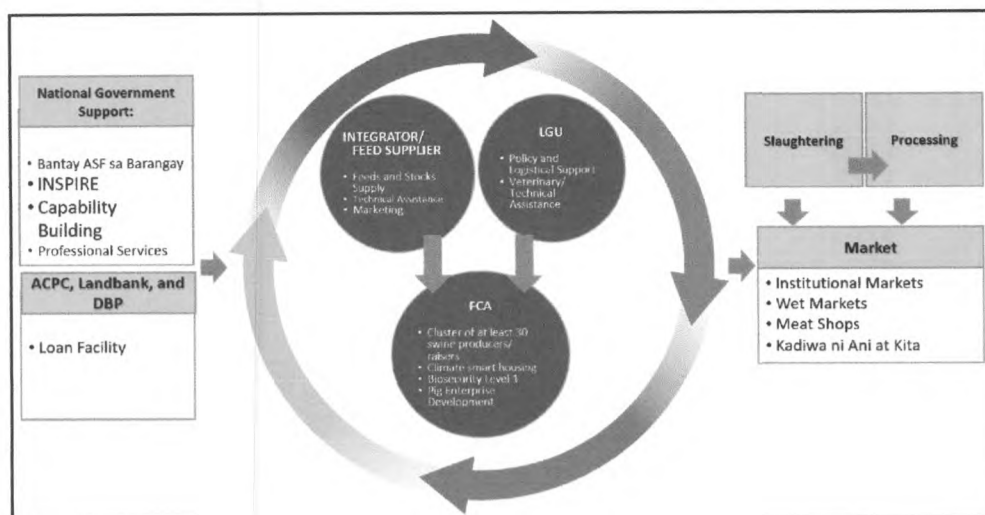 National Government
Support:
• Bantay ASF sa Barangay
• INSPIRE
• Capability
Building
• Professional Services
ACPC, Landbank, and
DBP
• Loan Facility
INTEGRATOR/
FEED SUPPLIER
• Feeds and Stocks
Supply
• Technical Assistance
• Marketing
LGU
• Policy and
Logistical Support
• Veterinary/
Technical
Assistance
FCA
• Cluster of at least 30
swine producers/
raisers
• Climate smart housing
• Biosecurity Level 1
• Pig Enterprise
Development
Slaughtering
Processing
Market
• Institutional Markets
• Wet Markets
• Meat Shops
• Kadiwa ni Ani at Kita